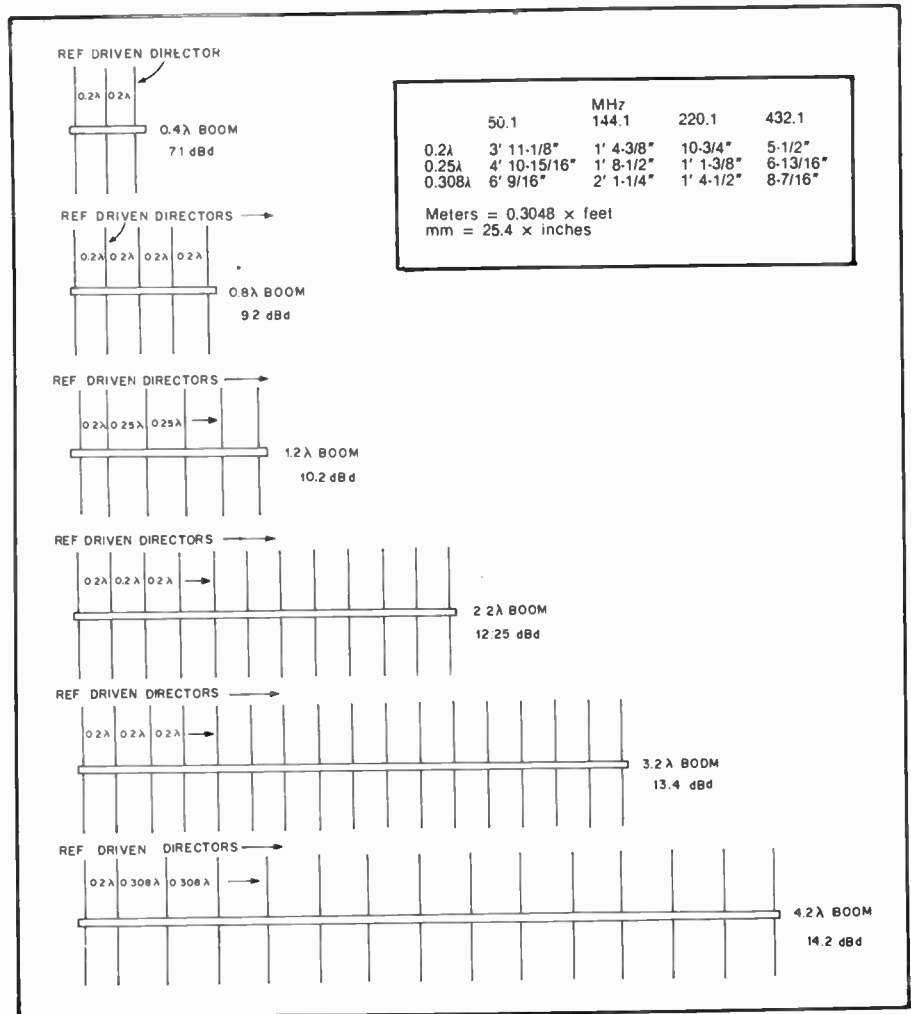 REF DRIVEN DIRECTOR
0.2λ 0.2λ
0.4λ BOOM
7.1 dBd
MHz
50.1 144.1 220.1 432.1
0.2λ 3' 11-1/8" 1' 4-3/8" 10-3/4" 5-1/2"
0.25λ 4' 10-15/16" 1' 8-1/2" 1' 1-3/8" 6-13/16"
0.308λ 6' 9/16" 2' 1-1/4" 1' 4-1/2" 8-7/16"
Meters = 0.3048 x feet
mm = 25.4 x inches
REF DRIVEN DIRECTORS
0.2λ 0.2λ 0.2λ 0.2λ
0.8λ BOOM
9.2 dBd
REF DRIVEN DIRECTORS
0.2λ 0.25λ 0.25λ
1.2λ BOOM
10.2 dBd
REF DRIVEN DIRECTORS
0.2λ 0.2λ 0.2λ
2.2λ BOOM
12.25 dBd
REF DRIVEN DIRECTORS
0.2λ 0.2λ 0.2λ
3.2λ BOOM
13.4 dBd
REF DRIVEN DIRECTORS
0.2λ 0.308λ 0.308λ
4.2λ BOOM
14.2 dBd